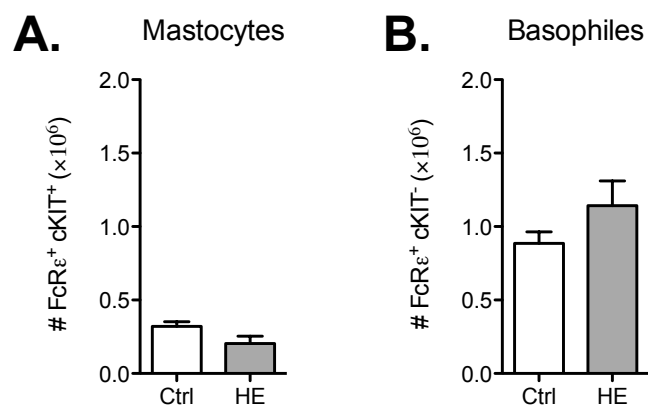 A.
Mastocytes
# FcRε⁺ cKIT⁺ (×10⁶)
2.0
1.5
1.0
0.5
0.0
Ctrl HE
B.
Basophiles
# FcRε⁺ cKIT⁻ (×10⁶)
2.0
1.5
1.0
0.5
0.0
Ctrl HE